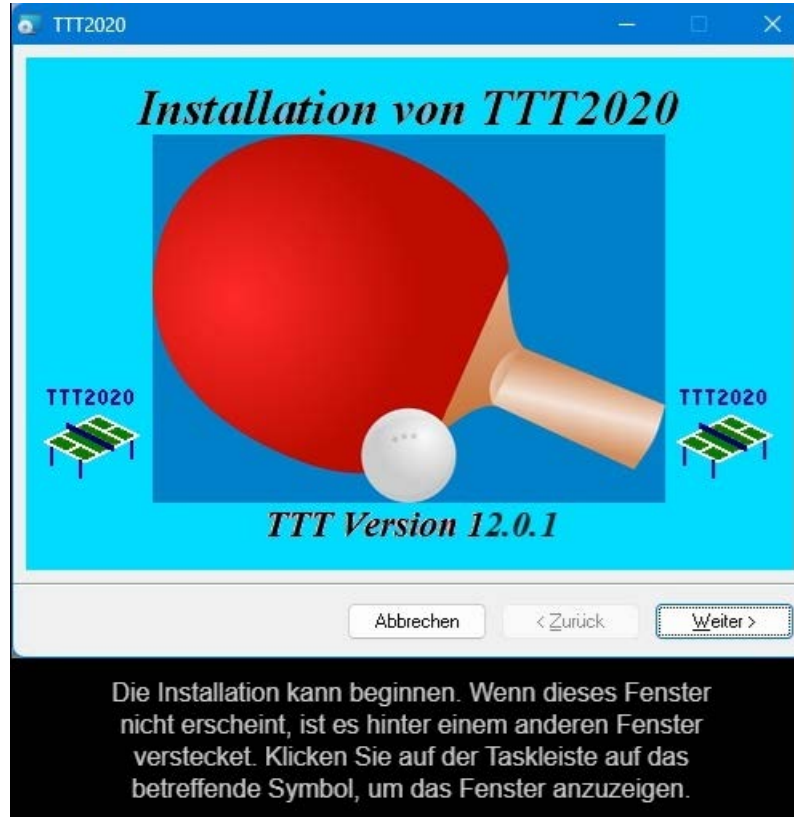 TTT2020
Installation von TTT2020
TTT2020
TTT2020
TTT Version 12.0.1
Abbrechen
< Zurück
Weiter >
Die Installation kann beginnen. Wenn dieses Fenster
nicht erscheint, ist es hinter einem anderen Fenster
verstecket. Klicken Sie auf der Taskleiste auf das
betreffende Symbol, um das Fenster anzuzeigen.